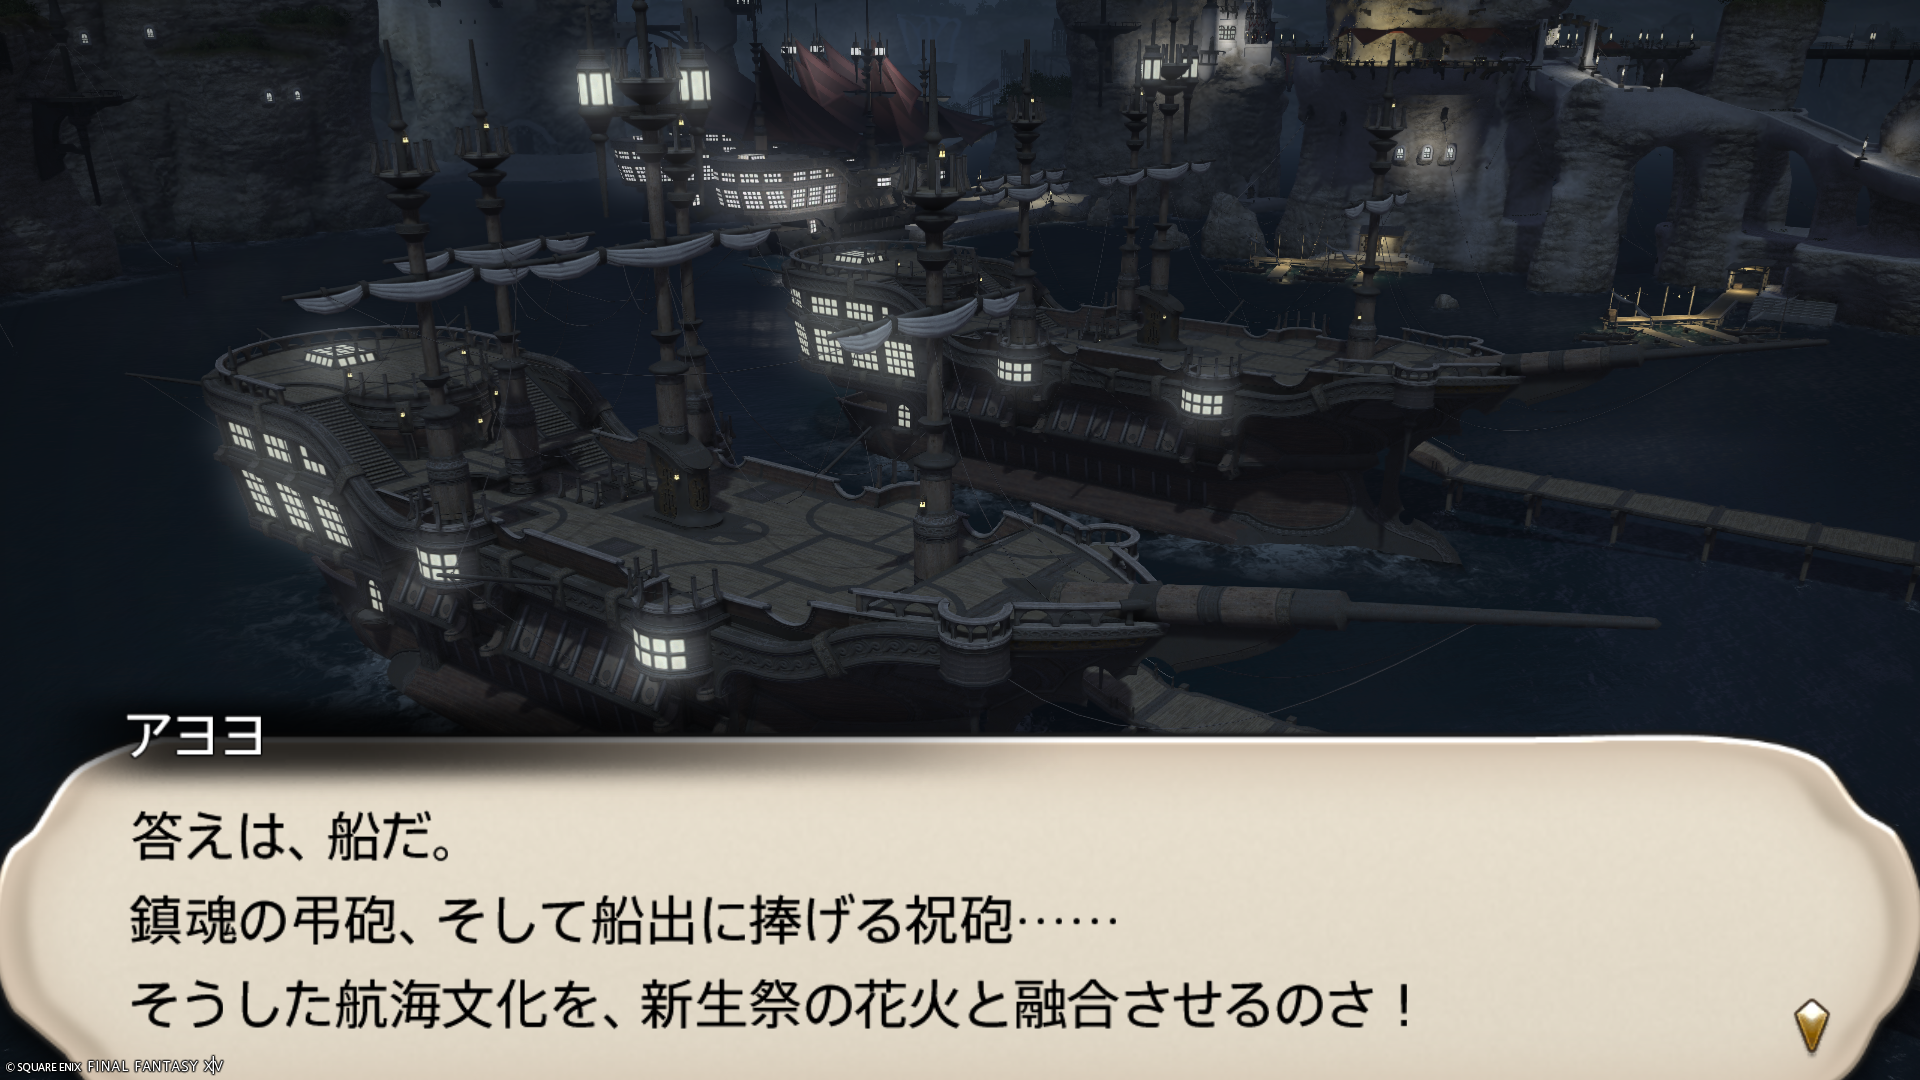 アヨヨ
答えは、船だ。
鎮魂の弔砲、そして船出に捧げる祝砲……
そうした航海文化を、新生祭の花火と融合させるのさ！
© SQUARE ENIX FINAL FANTASY XIV